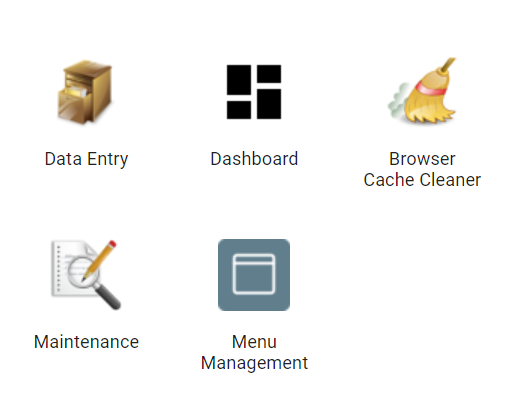 Data Entry
Dashboard
Browser
Cache Cleaner
Maintenance
Menu
Management